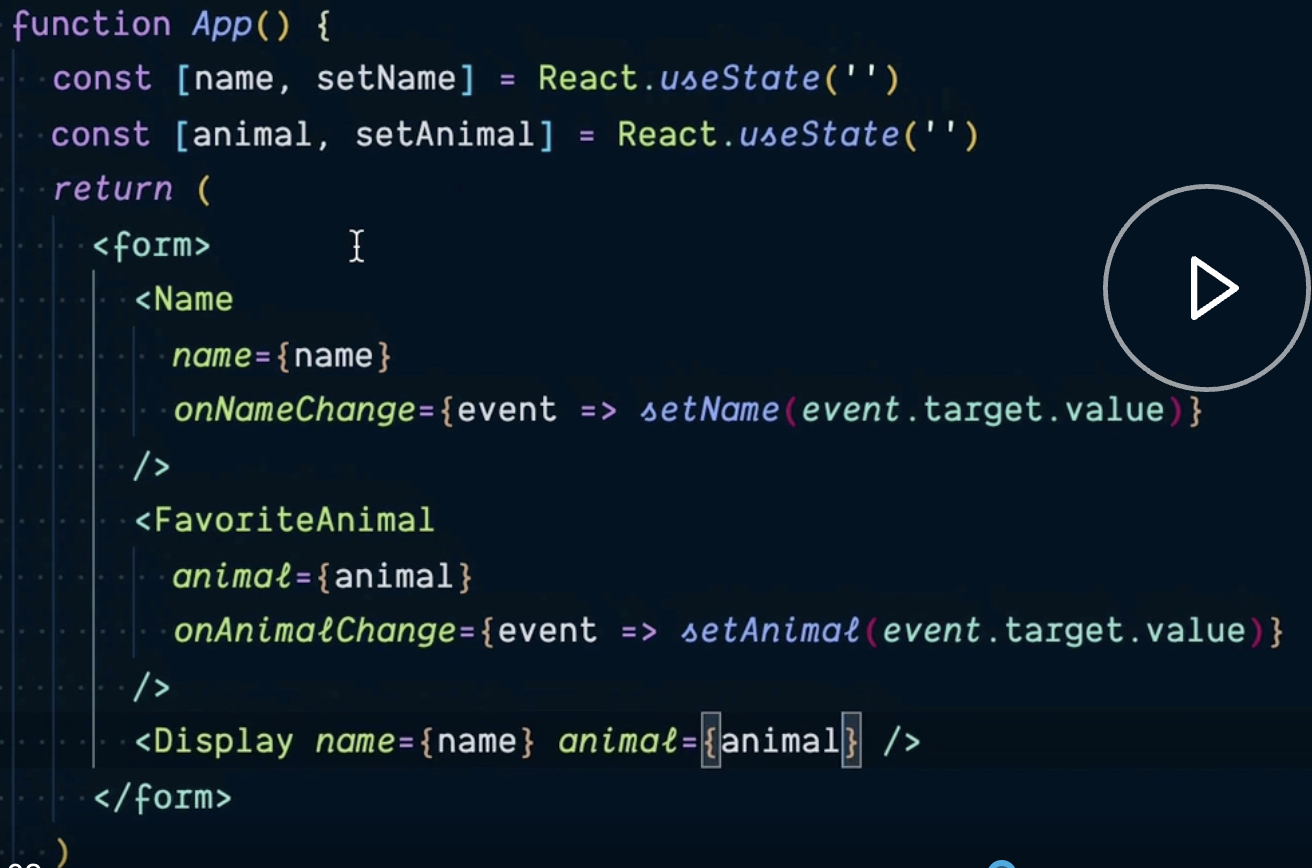 function App() {
const [name, setName] = React.useState('')
const [animal, setAnimal] = React.useState('')
return (
<form>
<Name
name={name}
onNameChange={event => setName(event.target.value)}
/>
<FavoriteAnimal
animal={animal}
onAnimalChange={event => setAnimal(event.target.value)}
/>
<Display name={name} animal={animal} />
</form>
)